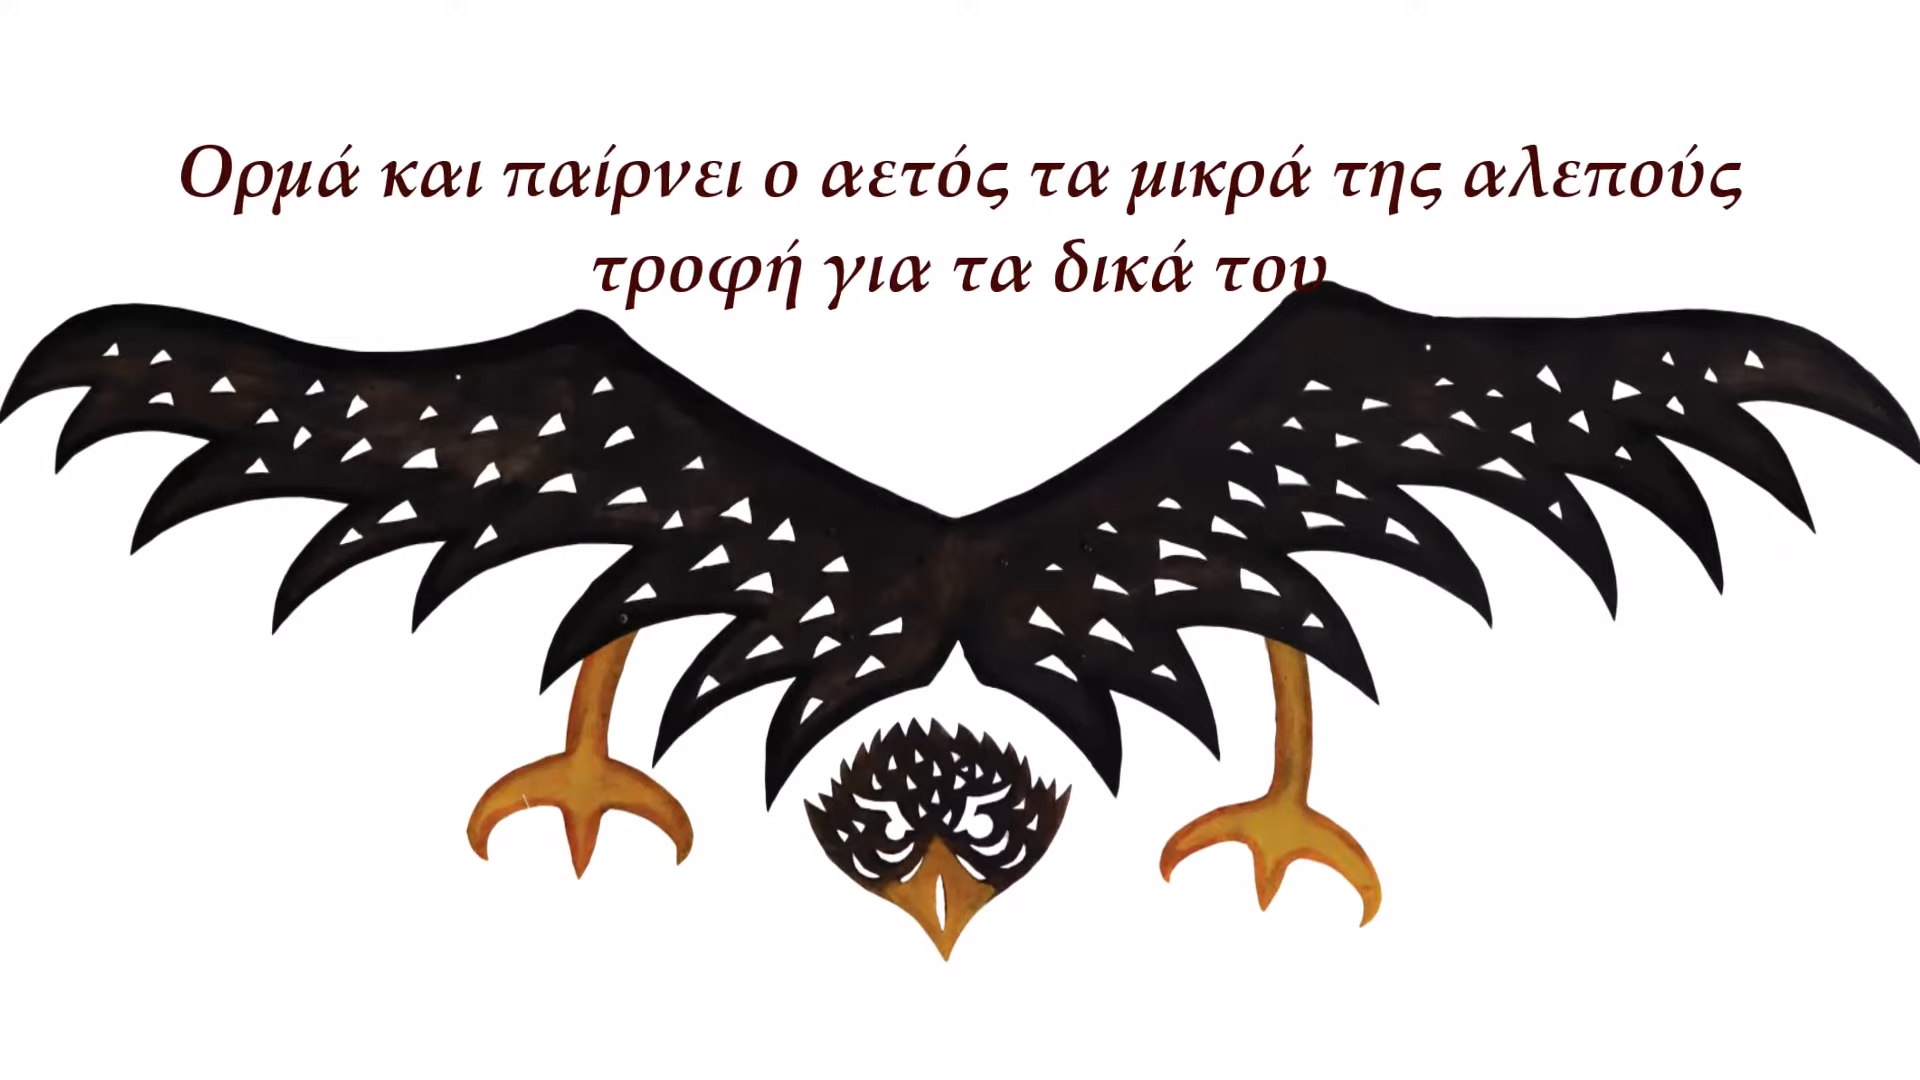 Ορμά και παίρνει ο αετός τα μικρά της αλεπούς
τροφή για τα δικά του